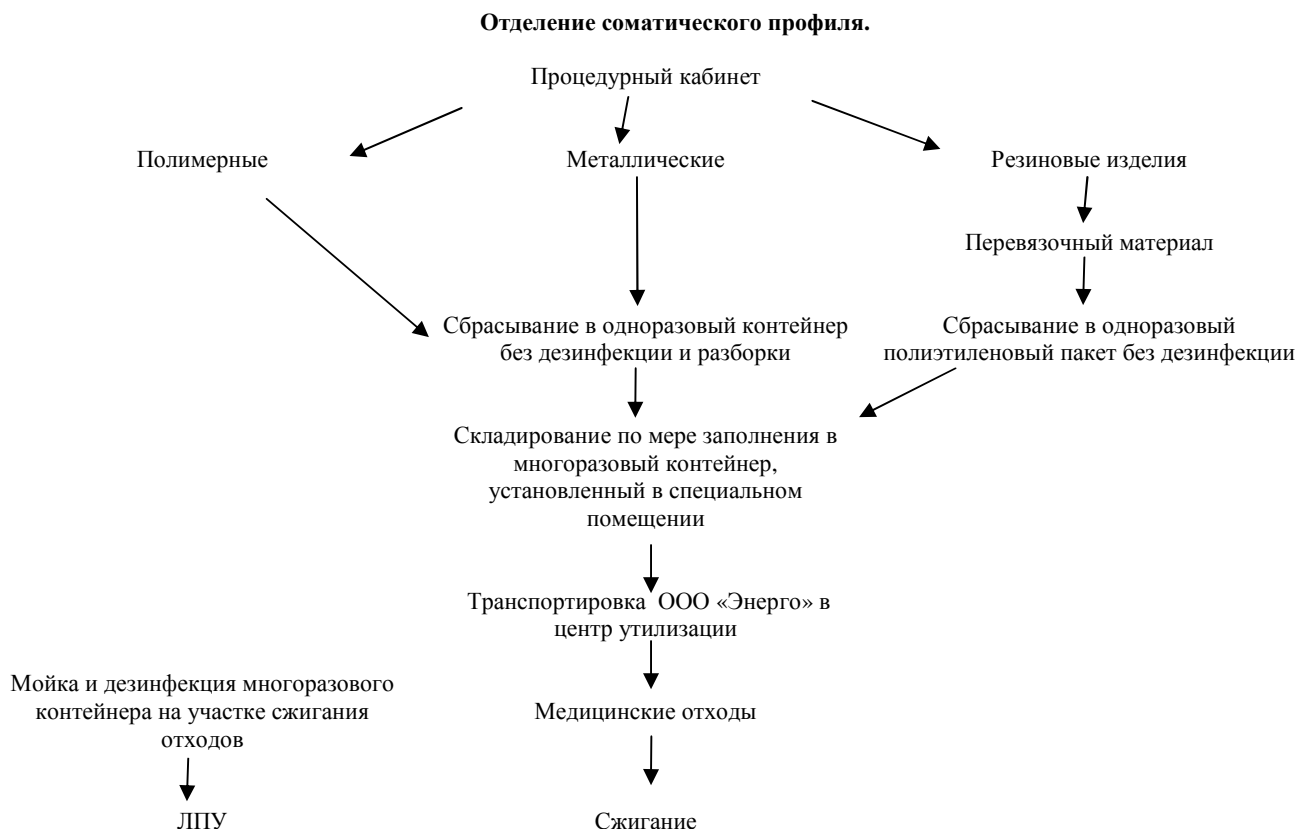 Отделение соматического профиля.
Процедурный кабинет
Полимерные
Металлические
Резиновые изделия
Перевязочный материал
Сбрасывание в одноразовый контейнер
без дезинфекции и разборки
Сбрасывание в одноразовый
полиэтиленовый пакет без дезинфекции
Складирование по мере заполнения в
многоразовый контейнер,
установленный в специальном
помещении
Транспортировка ООО «Энерго» в
центр утилизации
Мойка и дезинфекция многоразового
контейнера на участке сжигания
отходов
Медицинские отходы
ЛПУ
Сжигание